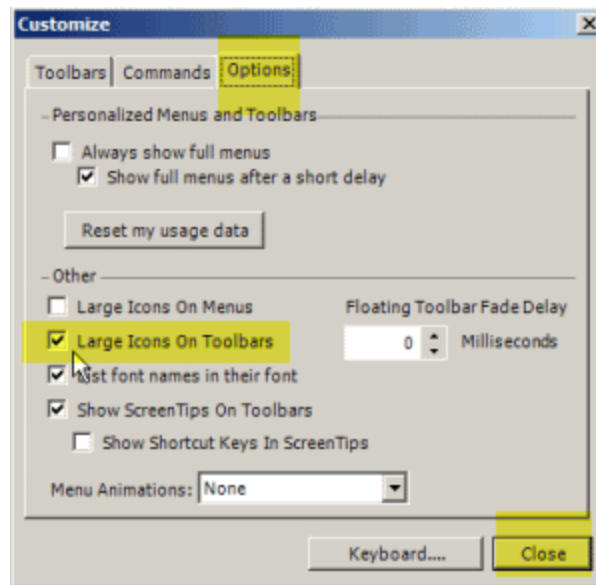 Customize
Toolbars Commands Options
Personalized Menus and Toolbars
Always show full menus
Show full menus after a short delay
Reset my usage data
Other
Large Icons On Menus Floating Toolbar Fade Delay
Large Icons On Toolbars 0 Milliseconds
st font names in their font
Show ScreenTips On Toolbars
Show Shortcut Keys In ScreenTips
Menu Animations: None
Keyboard.... Close